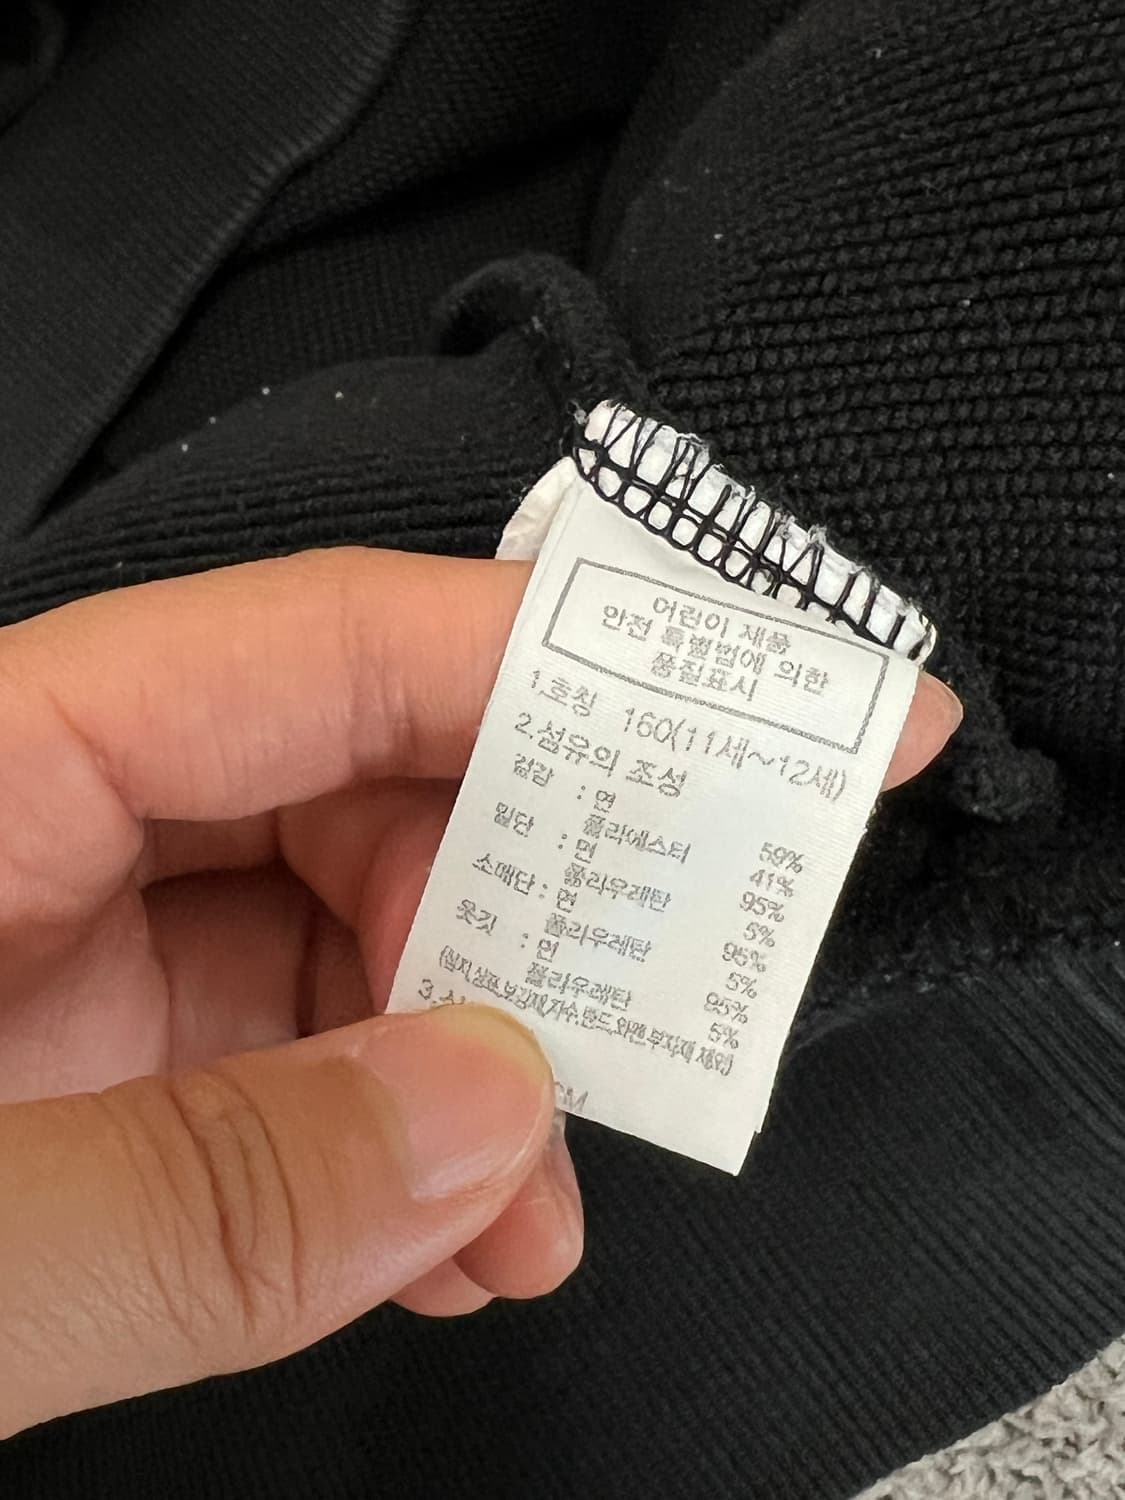 어린이 제품
안전 특별법에 의한
품질표시
1.호칭 160(11세~12세)
2.섬유의 조성
겉감 : 면 59%
폴리에스터 41%
밑단 : 면 95%
폴리우레탄 5%
소매단 : 면 95%
폴리우레탄 5%
옷깃 : 면 95%
폴리우레탄 5%
3.
CM